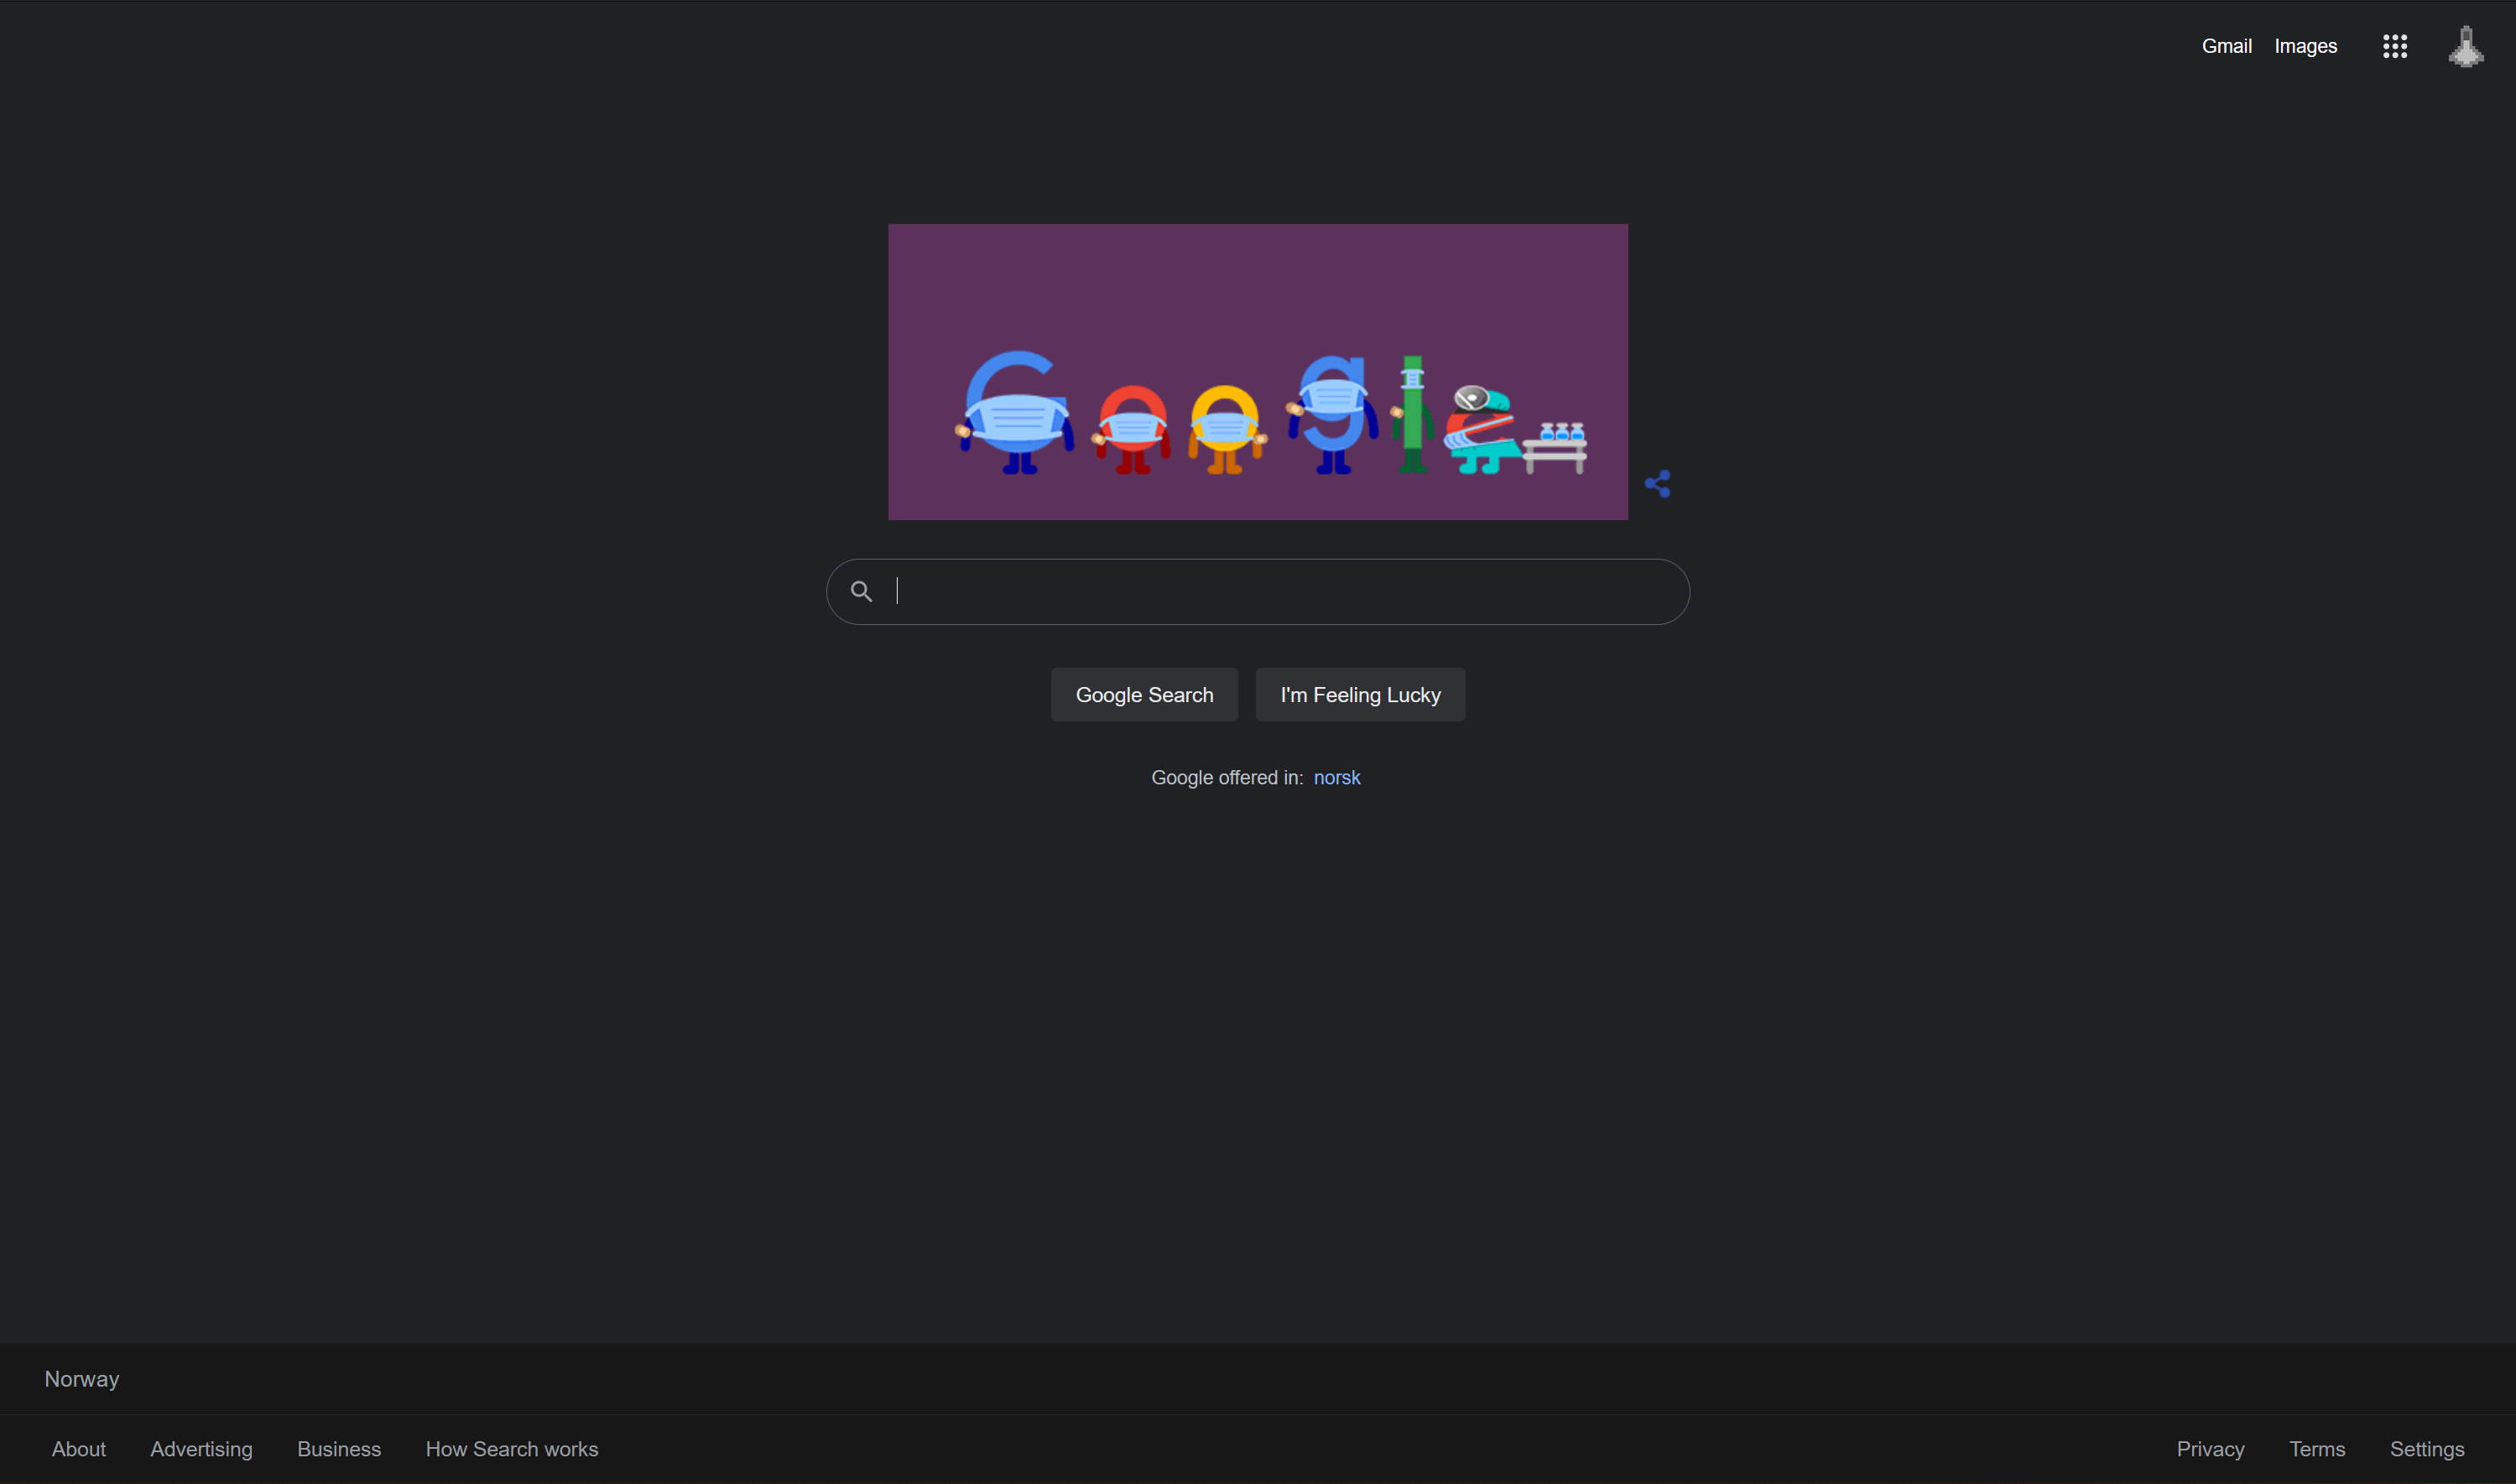 Gmail Images
Google
Google Search I'm Feeling Lucky
Google offered in: norsk
Norway
About Advertising Business How Search works Privacy Terms Settings